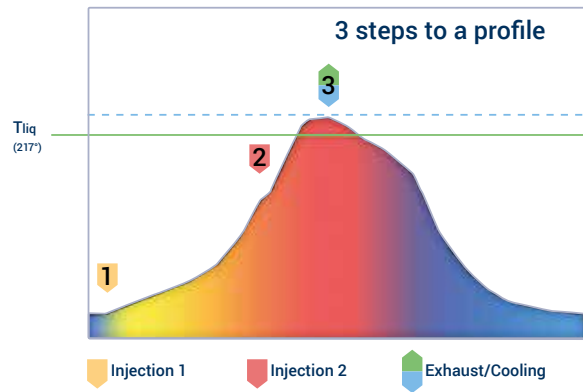 3 steps to a profile
3
Tliq
(217°)
2
1
Injection 1
Injection 2
Exhaust/Cooling